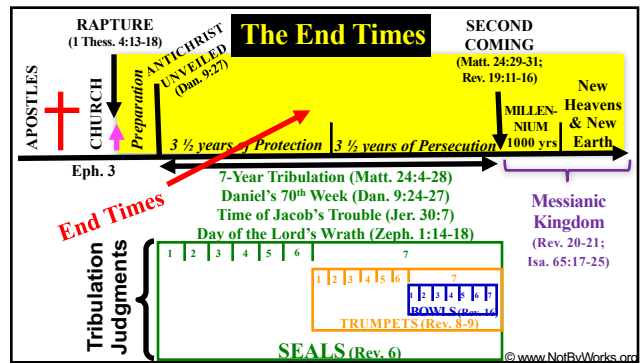 The End Times
RAPTURE
(1 Thess. 4:13-18)
SECOND
COMING
(Matt. 24:29-31;
Rev. 19:11-16)
APOSTLES
CHURCH
Preparation
ANTICHRIST
UNVEILED
(Dan. 9:27)
3 ½ years of Protection
3 ½ years of Persecution
MILLEN-
NIUM
1000 yrs
New
Heavens
& New
Earth
Eph. 3
End Times
7-Year Tribulation (Matt. 24:4-28)
Daniel's 70th Week (Dan. 9:24-27)
Time of Jacob's Trouble (Jer. 30:7)
Day of the Lord's Wrath (Zeph. 1:14-18)
Messianic
Kingdom
(Rev. 20-21;
Isa. 65:17-25)
Tribulation
Judgments
1 2 3 4 5 6 7
1 2 3 4 5 6 7
1 2 3 4 5 6 7
BOWLS (Rev. 16)
TRUMPETS (Rev. 8-9)
SEALS (Rev. 6)
© www.NotByWorks.org